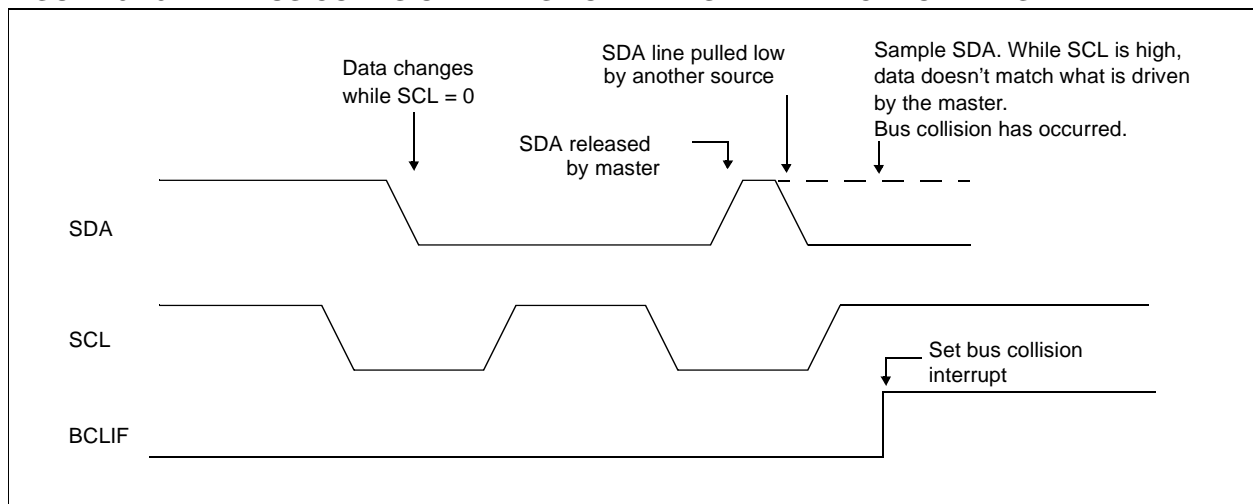 Data changes
while SCL = 0
SDA line pulled low
by another source
Sample SDA. While SCL is high,
data doesn't match what is driven
by the master.
Bus collision has occurred.
SDA released
by master
SDA
SCL
Set bus collision
interrupt
BCLIF